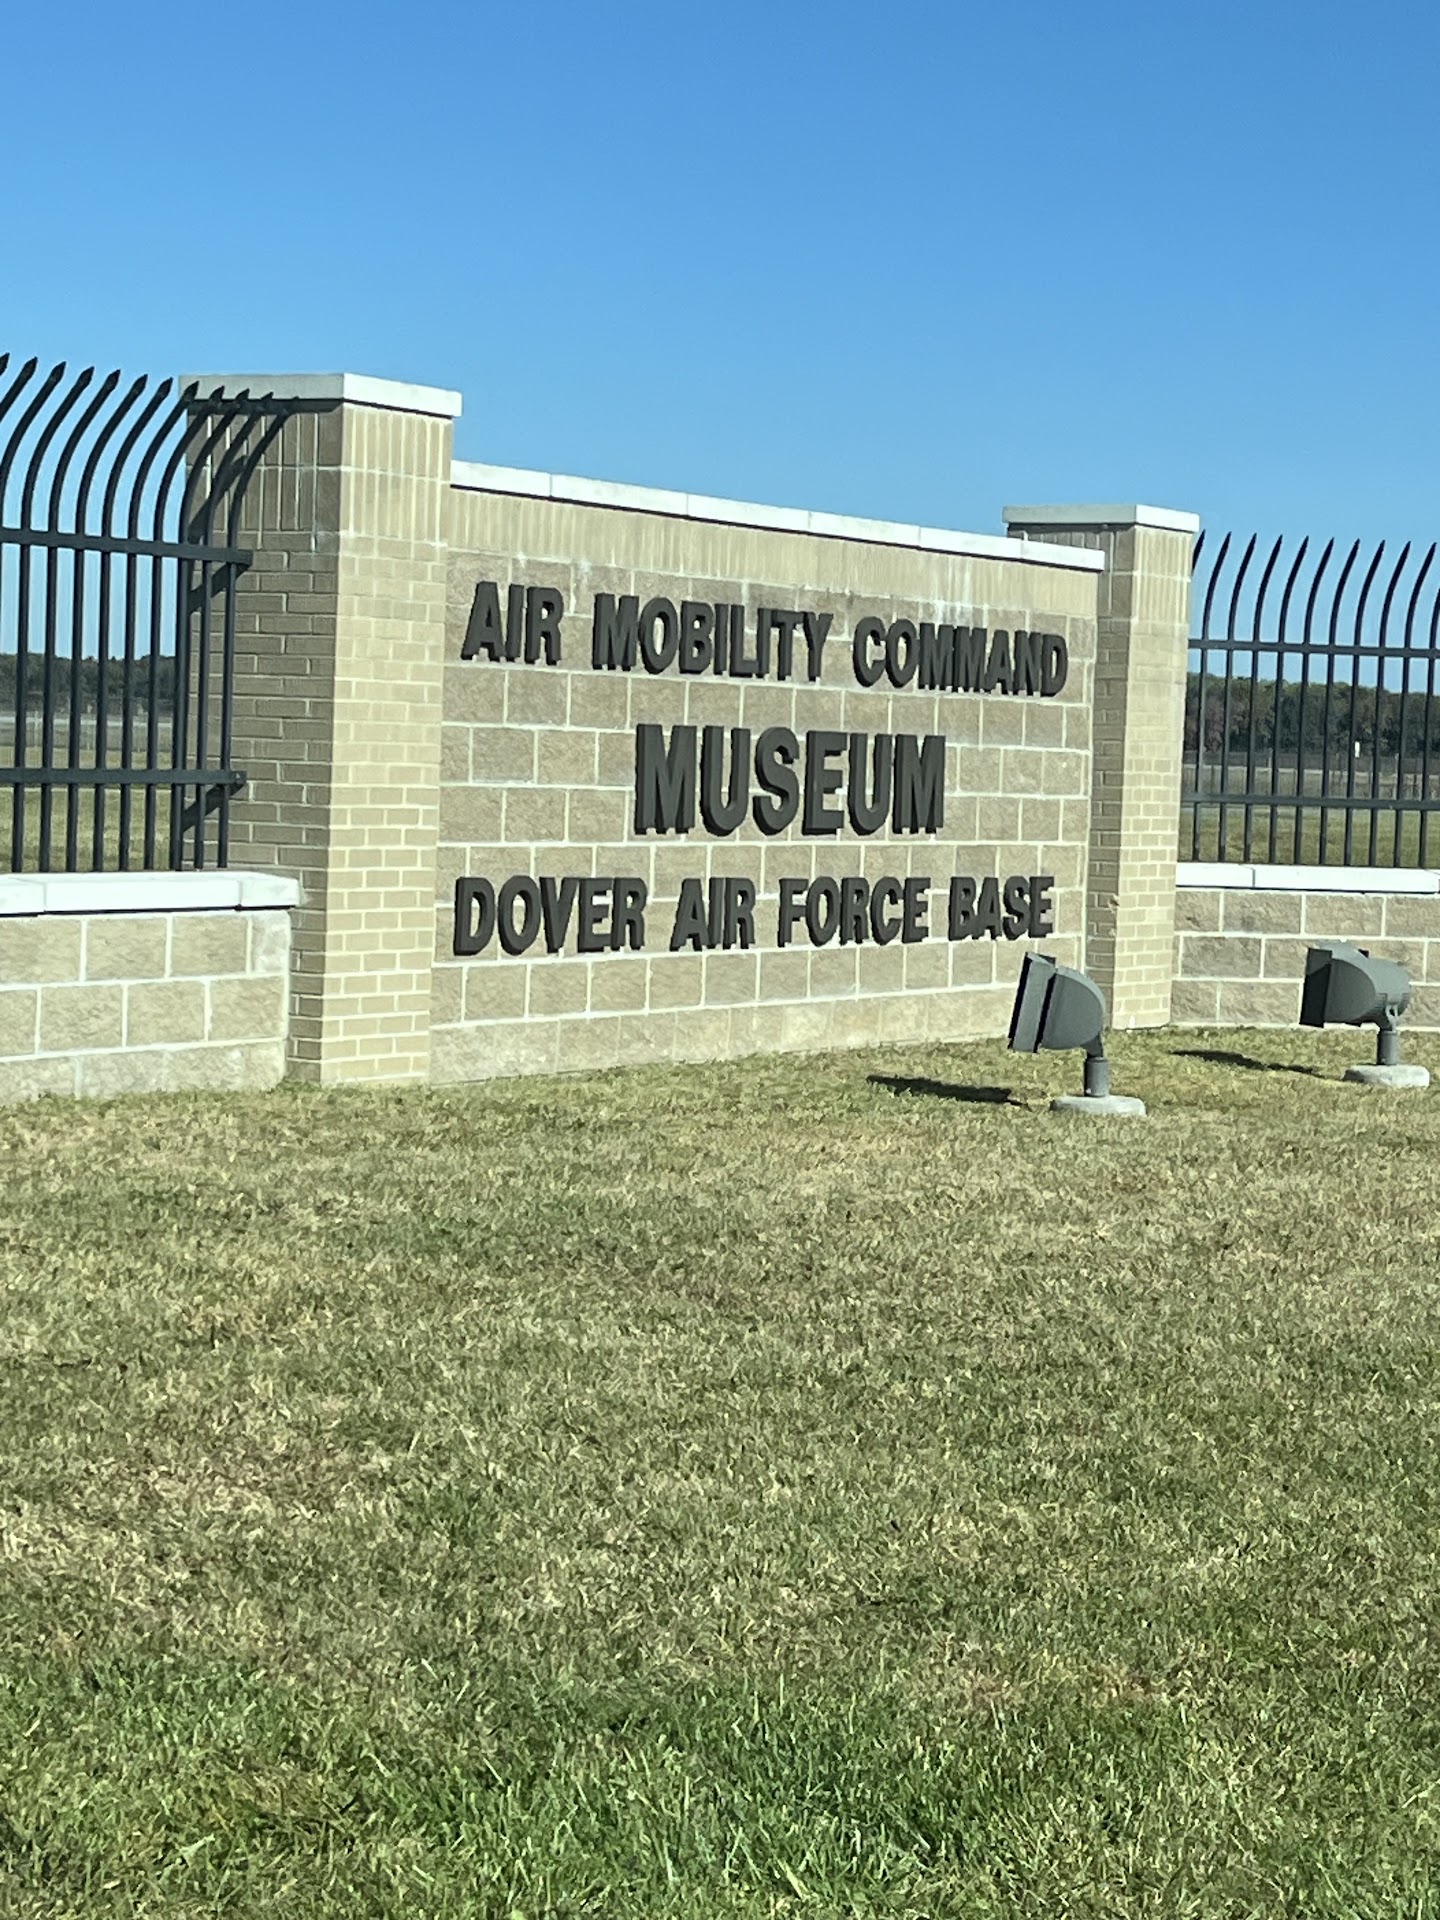 AIR MOBILITY COMMAND
MUSEUM
DOVER AIR FORCE BASE